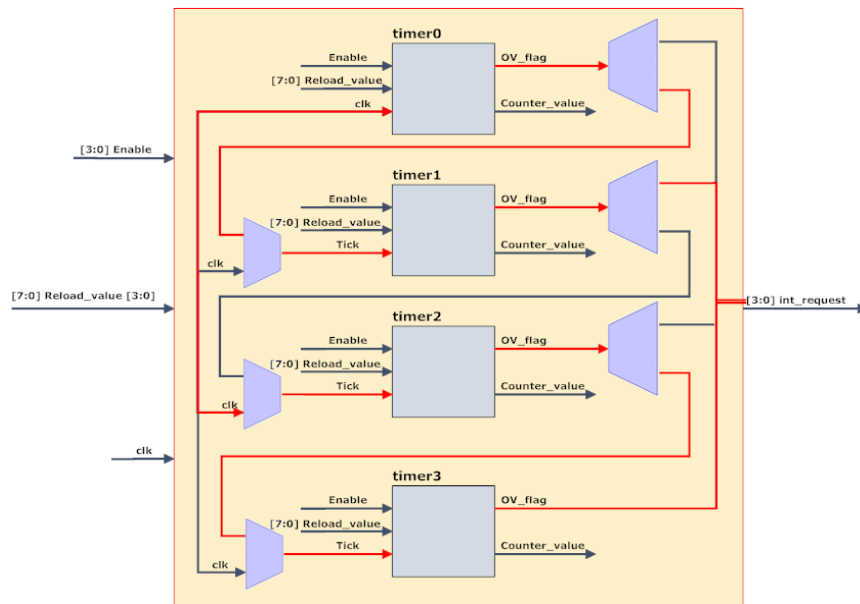 timer0
Enable
OV_flag
[7:0] Reload_value
clk
Counter_value
[3:0] Enable
timer1
Enable
OV_flag
[7:0] Reload_value
Tick
Counter_value
clk
[7:0] Reload_value [3:0]
[3:0] int_request
timer2
Enable
OV_flag
[7:0] Reload_value
Tick
Counter_value
clk
clk
timer3
Enable
OV_flag
[7:0] Reload_value
Tick
Counter_value
clk